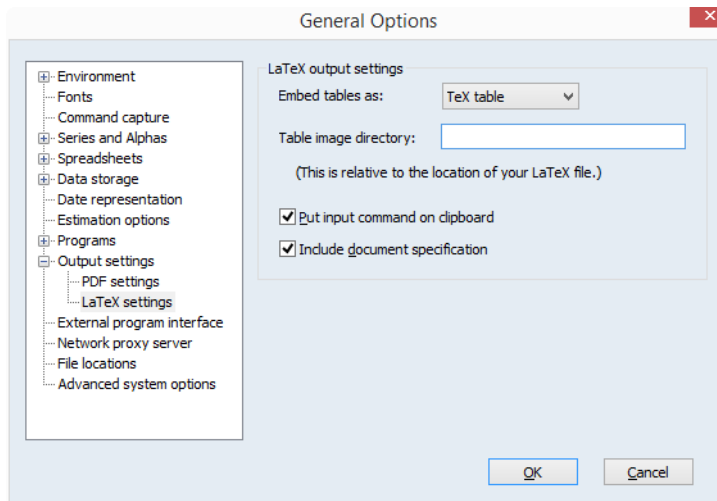 General Options
Environment
Fonts
Command capture
Series and Alphas
Spreadsheets
Data storage
Date representation
Estimation options
Programs
Output settings
PDF settings
LaTeX settings
External program interface
Network proxy server
File locations
Advanced system options
LaTeX output settings
Embed tables as: TeX table
Table image directory:
(This is relative to the location of your LaTeX file.)
Put input command on clipboard
Include document specification
OK Cancel